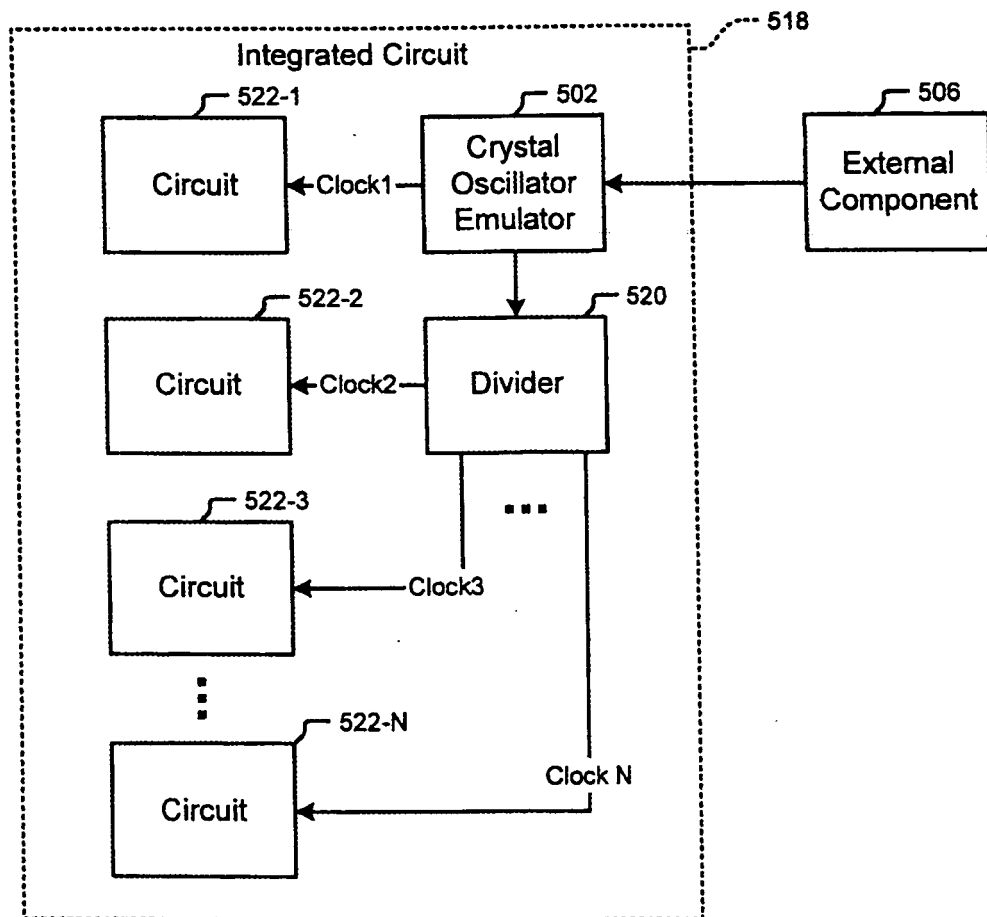 518
Integrated Circuit
522-1
502
506
Circuit
Clock1
Crystal
Oscillator
Emulator
External
Component
522-2
520
Circuit
Clock2
Divider
522-3
Circuit
Clock3
522-N
Circuit
Clock N